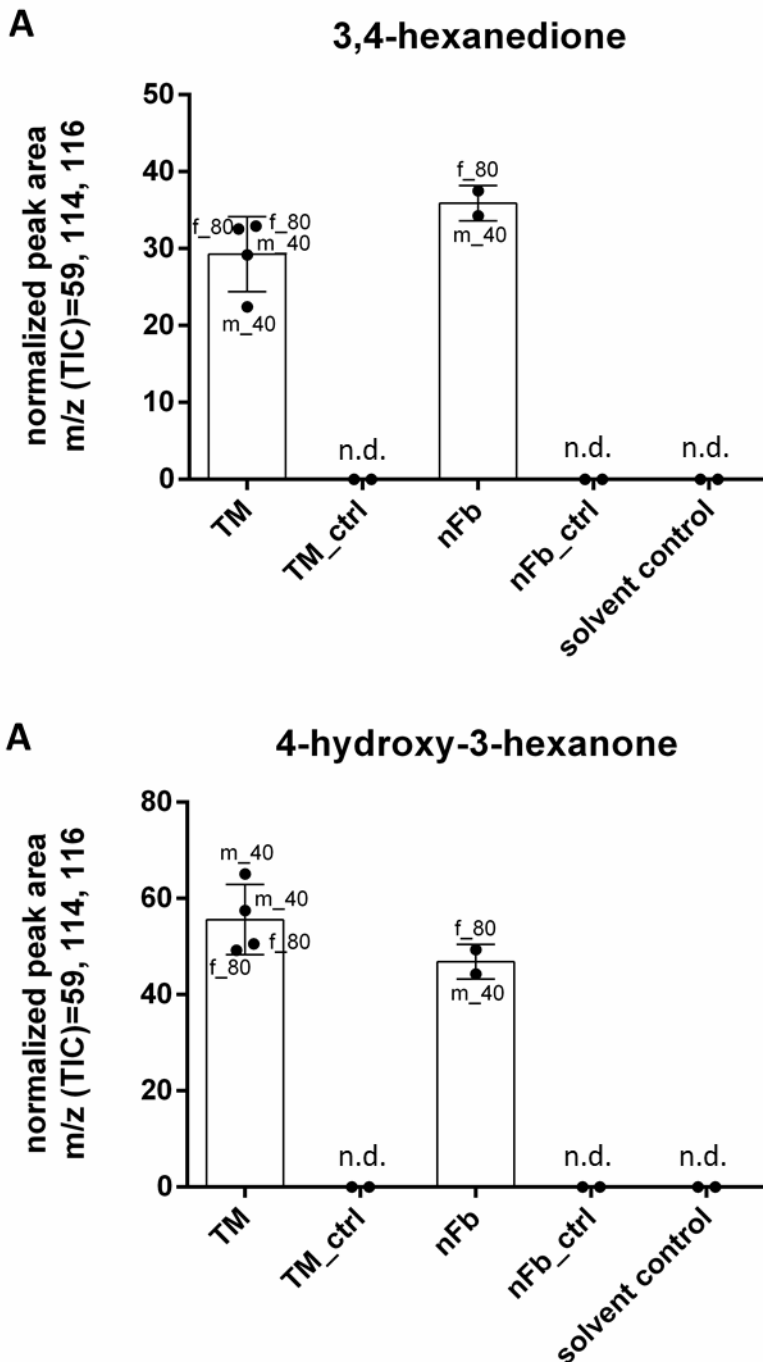 A
3,4-hexanedione
normalized peak area
m/z (TIC)=59, 114, 116
50
40
30
20
10
0
f_80
f_80
m_40
m_40
f_80
m_40
n.d.
n.d.
n.d.
TM
TM_ctrl
nFb
nFb_ctrl
solvent control
A
4-hydroxy-3-hexanone
normalized peak area
m/z (TIC)=59, 114, 116
80
60
40
20
0
m_40
m_40
f_80
f_80
f_80
m_40
n.d.
n.d.
n.d.
TM
TM_ctrl
nFb
nFb_ctrl
solvent control